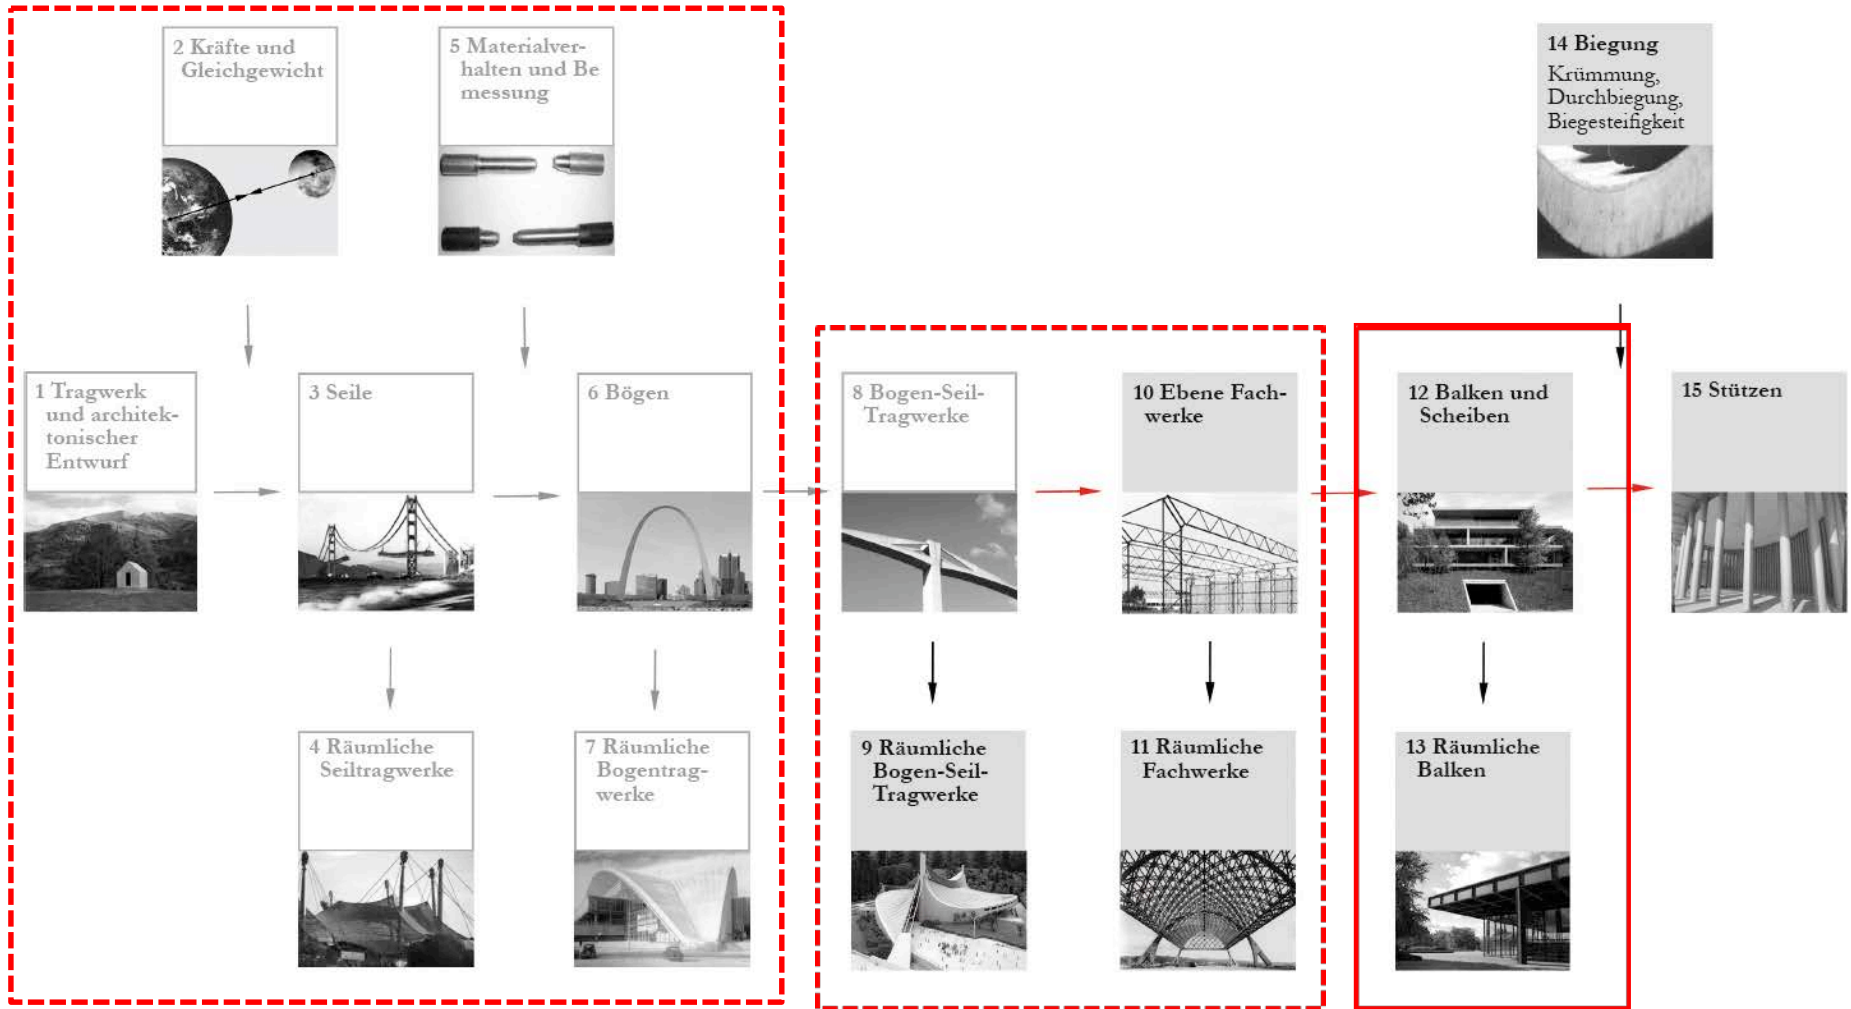 2 Kräfte und
Gleichgewicht
5 Materialver-
halten und Be
messung
14 Biegung
Krümmung,
Durchbiegung,
Biegesteifigkeit
1 Tragwerk
und architek-
tonischer
Entwurf
3 Seile
6 Bögen
8 Bogen-Seil-
Tragwerke
10 Ebene Fach-
werke
12 Balken und
Scheiben
15 Stützen
4 Räumliche
Seiltragwerke
7 Räumliche
Bogentrag-
werke
9 Räumliche
Bogen-Seil-
Tragwerke
11 Räumliche
Fachwerke
13 Räumliche
Balken